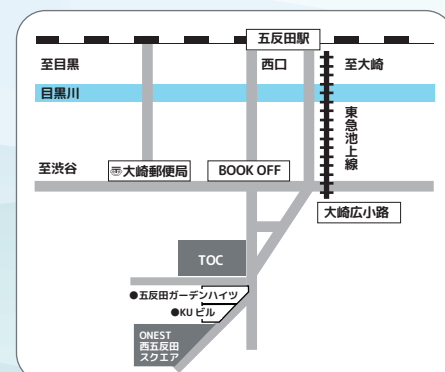 五反田駅
至目黒
西口
至大崎
目黒川
東急池上線
至渋谷
〶大崎郵便局
BOOK OFF
大崎広小路
TOC
●五反田ガーデンハイツ
●KUビル
ONEST
西五反田
スクエア